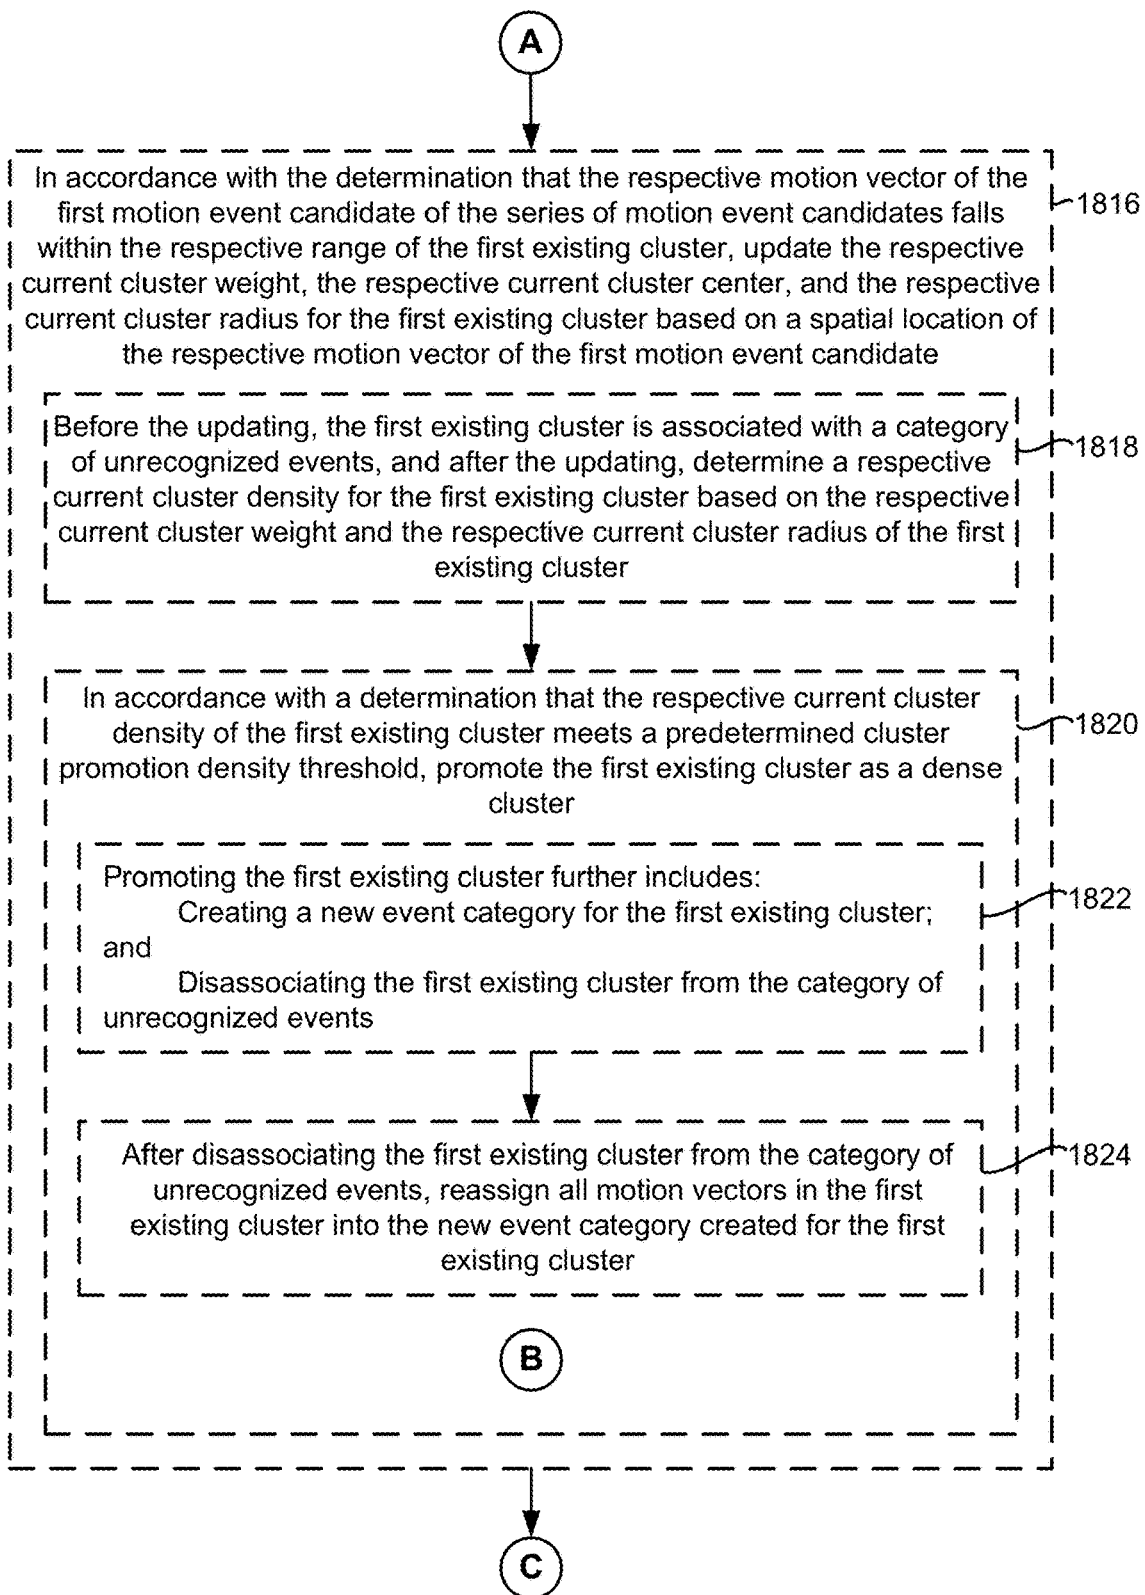 A
In accordance with the determination that the respective motion vector of the
first motion event candidate of the series of motion event candidates falls
within the respective range of the first existing cluster, update the respective
current cluster weight, the respective current cluster center, and the respective
current cluster radius for the first existing cluster based on a spatial location of
the respective motion vector of the first motion event candidate
1816
Before the updating, the first existing cluster is associated with a category
of unrecognized events, and after the updating, determine a respective
current cluster density for the first existing cluster based on the respective
current cluster weight and the respective current cluster radius of the first
existing cluster
1818
In accordance with a determination that the respective current cluster
density of the first existing cluster meets a predetermined cluster
promotion density threshold, promote the first existing cluster as a dense
cluster
1820
Promoting the first existing cluster further includes:
Creating a new event category for the first existing cluster;
and
Disassociating the first existing cluster from the category of
unrecognized events
1822
After disassociating the first existing cluster from the category of
unrecognized events, reassign all motion vectors in the first
existing cluster into the new event category created for the first
existing cluster
1824
B
C